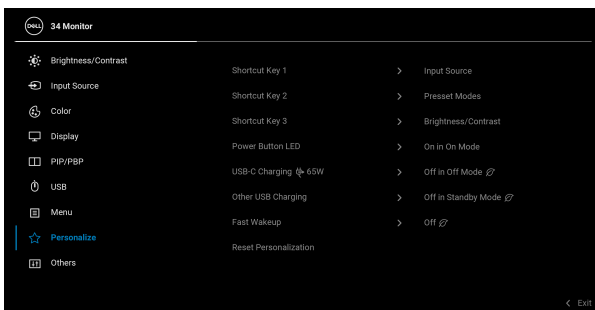 DELL 34 Monitor
Brightness/Contrast
Input Source
Color
Display
PIP/PBP
USB
Menu
Personalize
Others
Shortcut Key 1 > Input Source
Shortcut Key 2 > Presset Modes
Shortcut Key 3 > Brightness/Contrast
Power Button LED > On in On Mode
USB-C Charging 65W > Off in Off Mode
Other USB Charging > Off in Standby Mode
Fast Wakeup > Off
Reset Personalization
< Exit